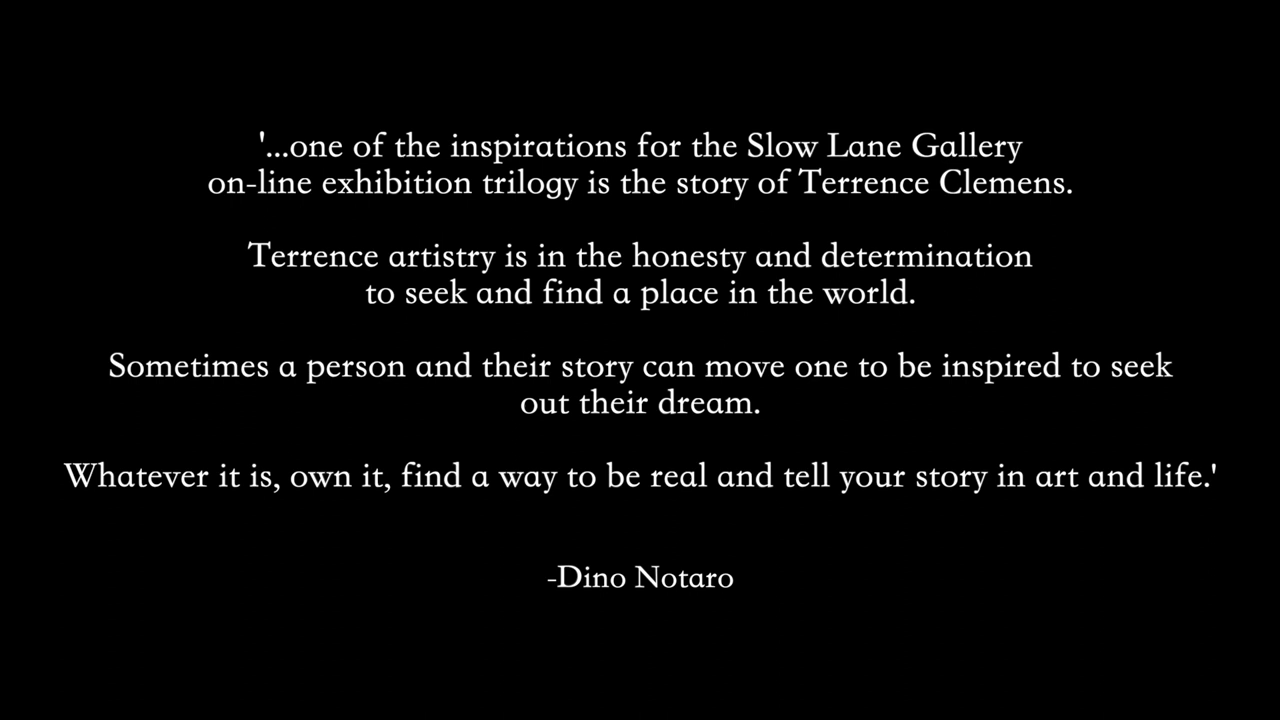 '...one of the inspirations for the Slow Lane Gallery
on-line exhibition trilogy is the story of Terrence Clemens.
Terrence artistry is in the honesty and determination
to seek and find a place in the world.
Sometimes a person and their story can move one to be inspired to seek
out their dream.
Whatever it is, own it, find a way to be real and tell your story in art and life.'
-Dino Notaro